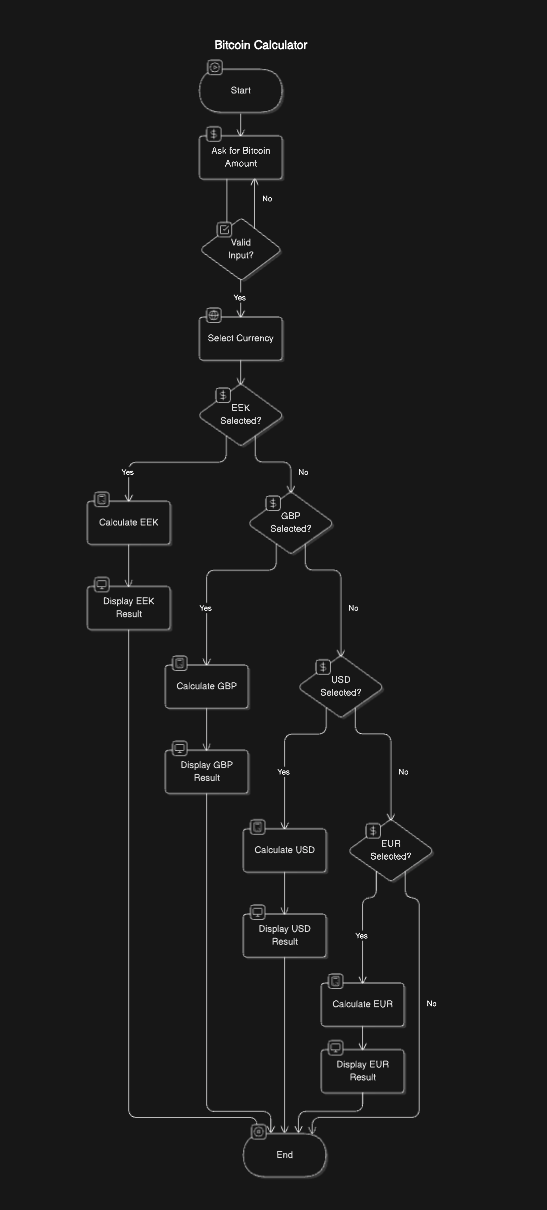 Bitcoin Calculator
Start
Ask for Bitcoin
Amount
No
Valid
Input?
Yes
Select Currency
EEK
Selected?
Yes
No
Calculate EEK
GBP
Selected?
Display EEK
Result
Yes
No
Calculate GBP
USD
Selected?
Display GBP
Result
Yes
No
Calculate USD
EUR
Selected?
Display USD
Result
Yes
Calculate EUR
No
Display EUR
Result
End